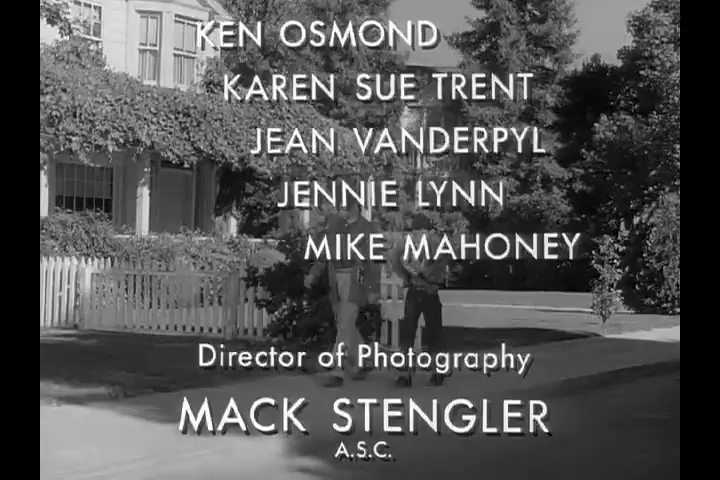 KEN OSMOND
KAREN SUE TRENT
JEAN VANDERPYL
JENNIE LYNN
MIKE MAHONEY
Director of Photography
MACK STENGLER
A.S.C.